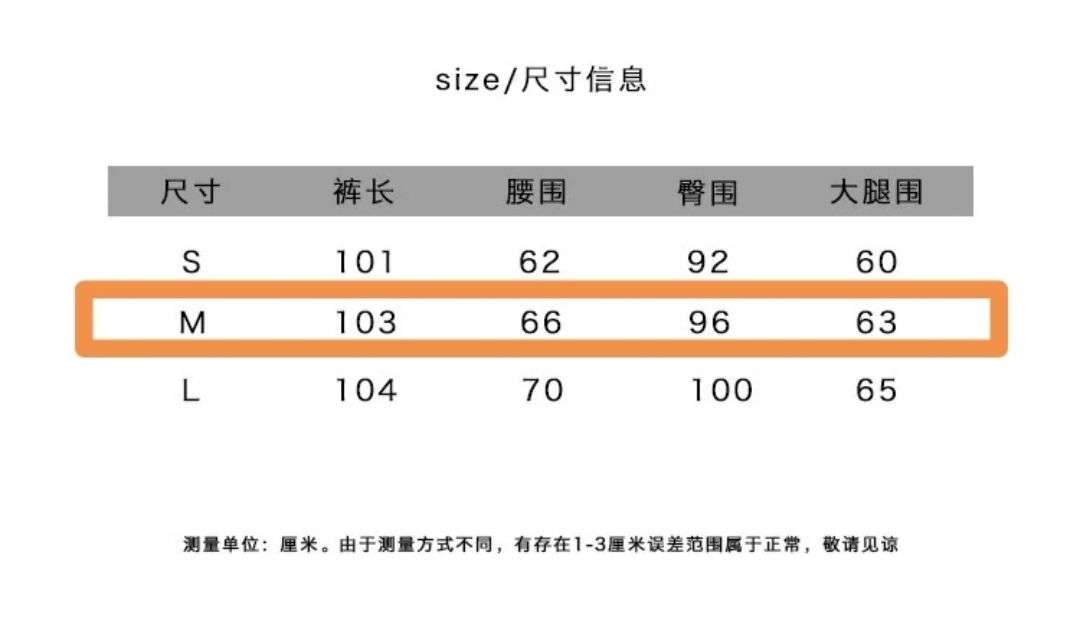 size/尺寸信息
尺寸 裤长 腰围 臀围 大腿围
S 101 62 92 60
M 103 66 96 63
L 104 70 100 65
测量单位：厘米。由于测量方式不同，有存在1-3厘米误差范围属于正常，敬请见谅